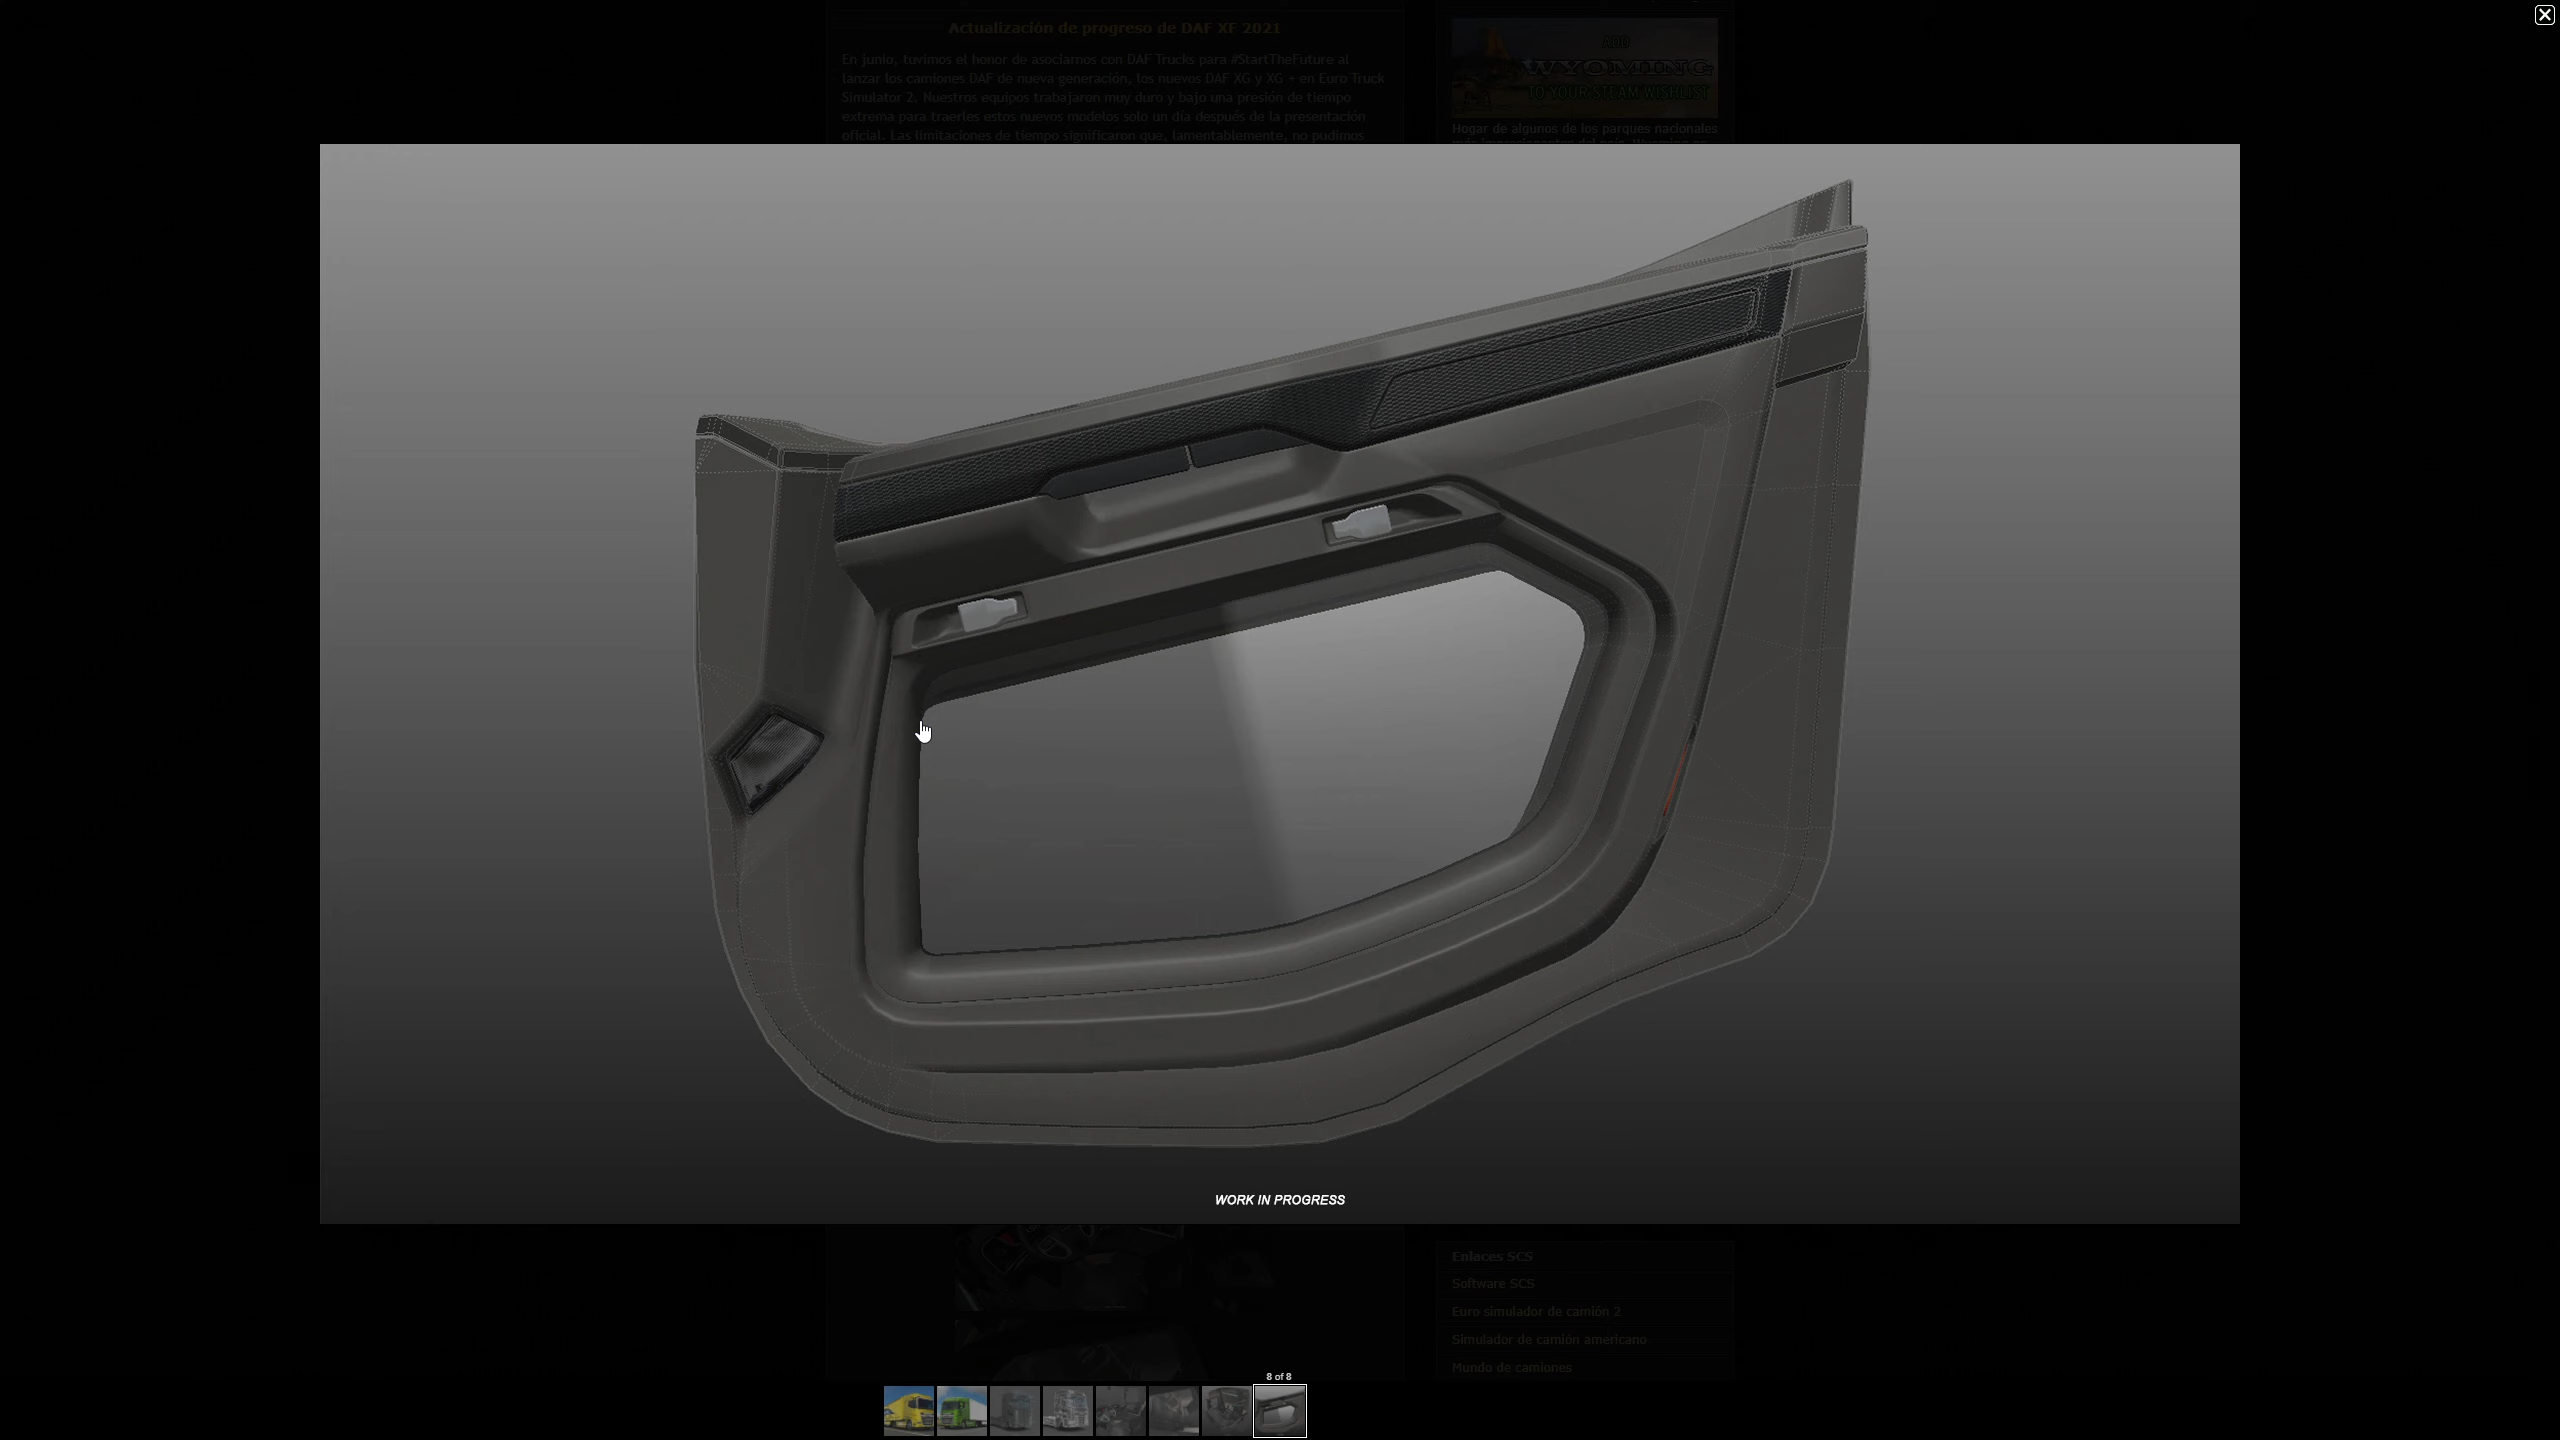 Actualización de progreso de DAF XF 2021
En junio, tuvimos el honor de asociarnos con DAF Trucks para #StartTheFuture al
lanzar los camiones DAF de nueva generación, los nuevos DAF XG y XG + en Euro Truck
Simulator 2. Nuestros equipos trabajaron muy duro y bajo una presión de tiempo
extrema para traerles estos nuevos modelos solo un día después de la presentación
oficial. Las limitaciones de tiempo significaron que, lamentablemente, no pudimos
ADD
WYOMING
TO YOUR STEAM WISHLIST
Hogar de algunos de los parques nacionales
WORK IN PROGRESS
Enlaces SCS
Software SCS
Euro simulador de camión 2
Simulador de camión americano
Mundo de camiones
8 of 8